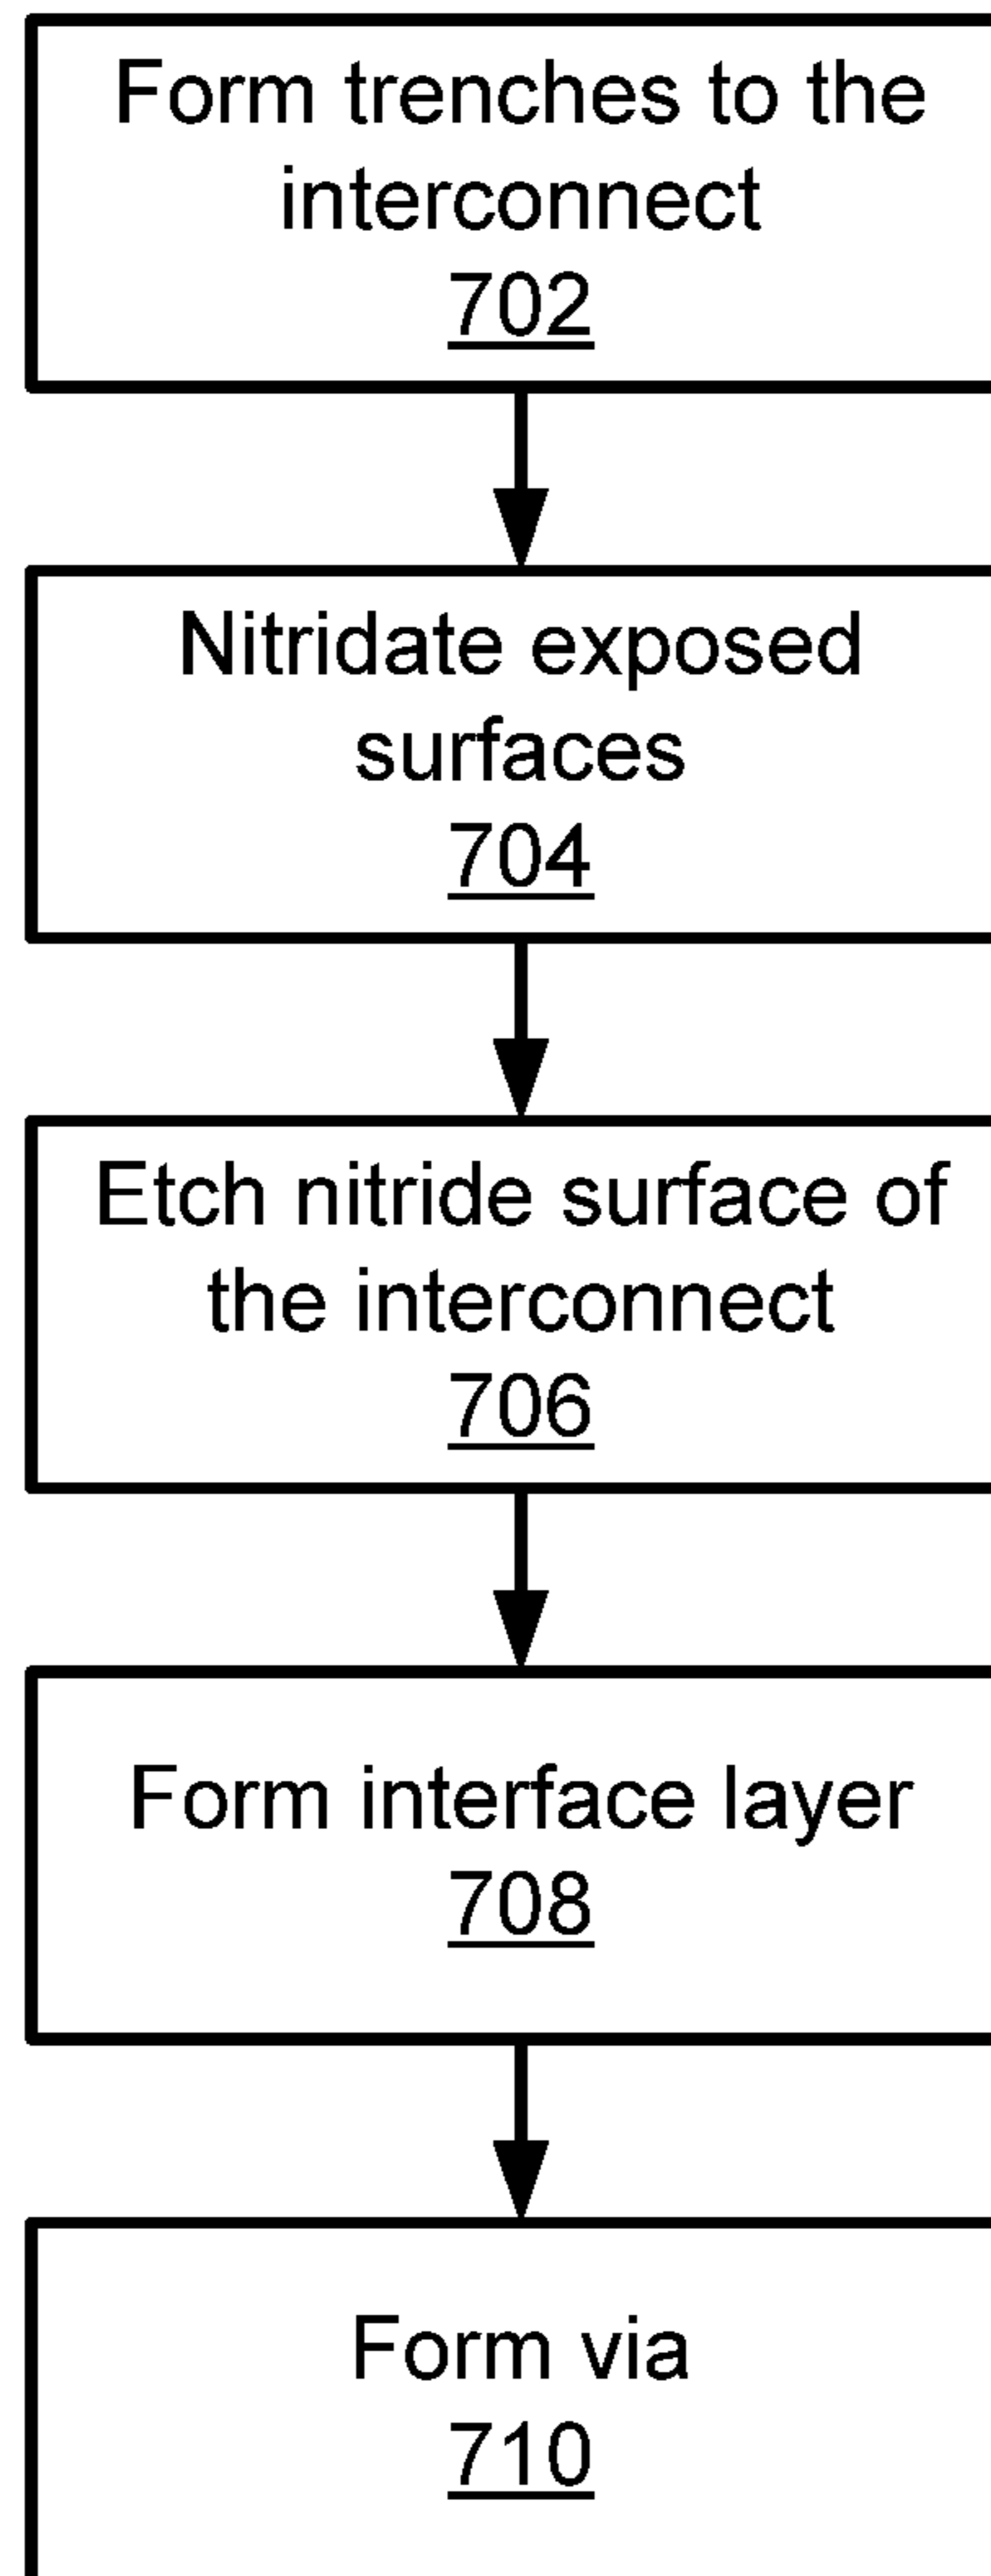 Form trenches to the
interconnect
702
Nitridate exposed
surfaces
704
Etch nitride surface of
the interconnect
706
Form interface layer
708
Form via
710